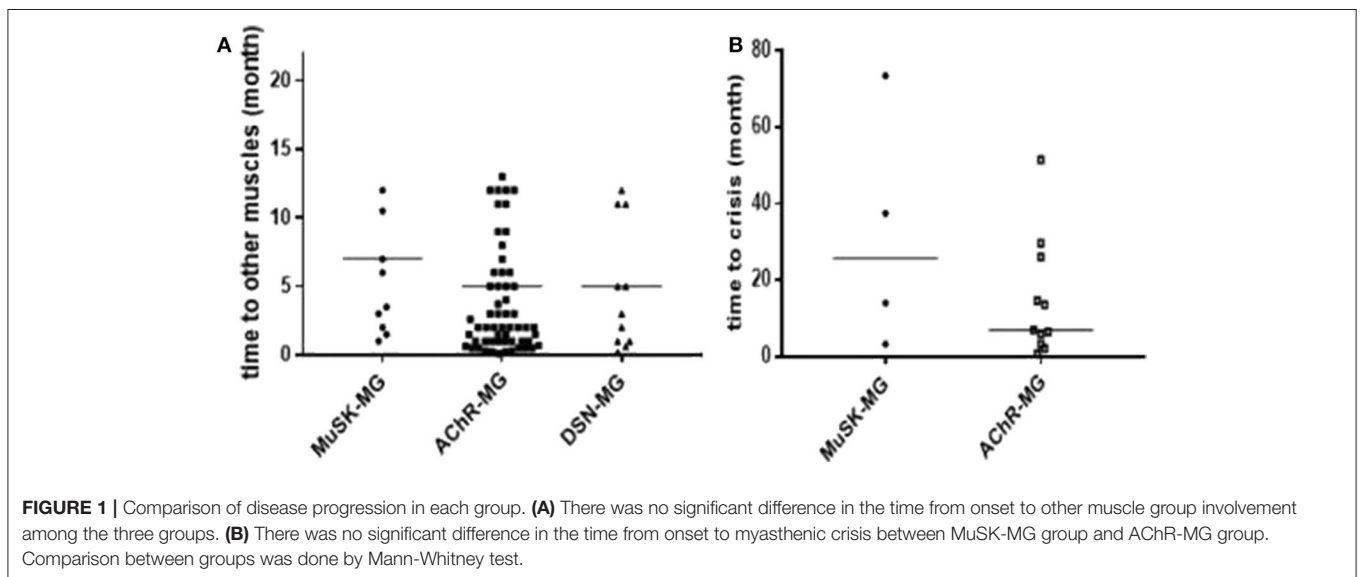 A
time to other muscles (month)
20
15
10
5
0
MuSK-MG
AChR-MG
DSN-MG
B
time to crisis (month)
80
60
40
20
0
MuSK-MG
AChR-MG
FIGURE 1 | Comparison of disease progression in each group. (A) There was no significant difference in the time from onset to other muscle group involvement
among the three groups. (B) There was no significant difference in the time from onset to myasthenic crisis between MuSK-MG group and AChR-MG group.
Comparison between groups was done by Mann-Whitney test.